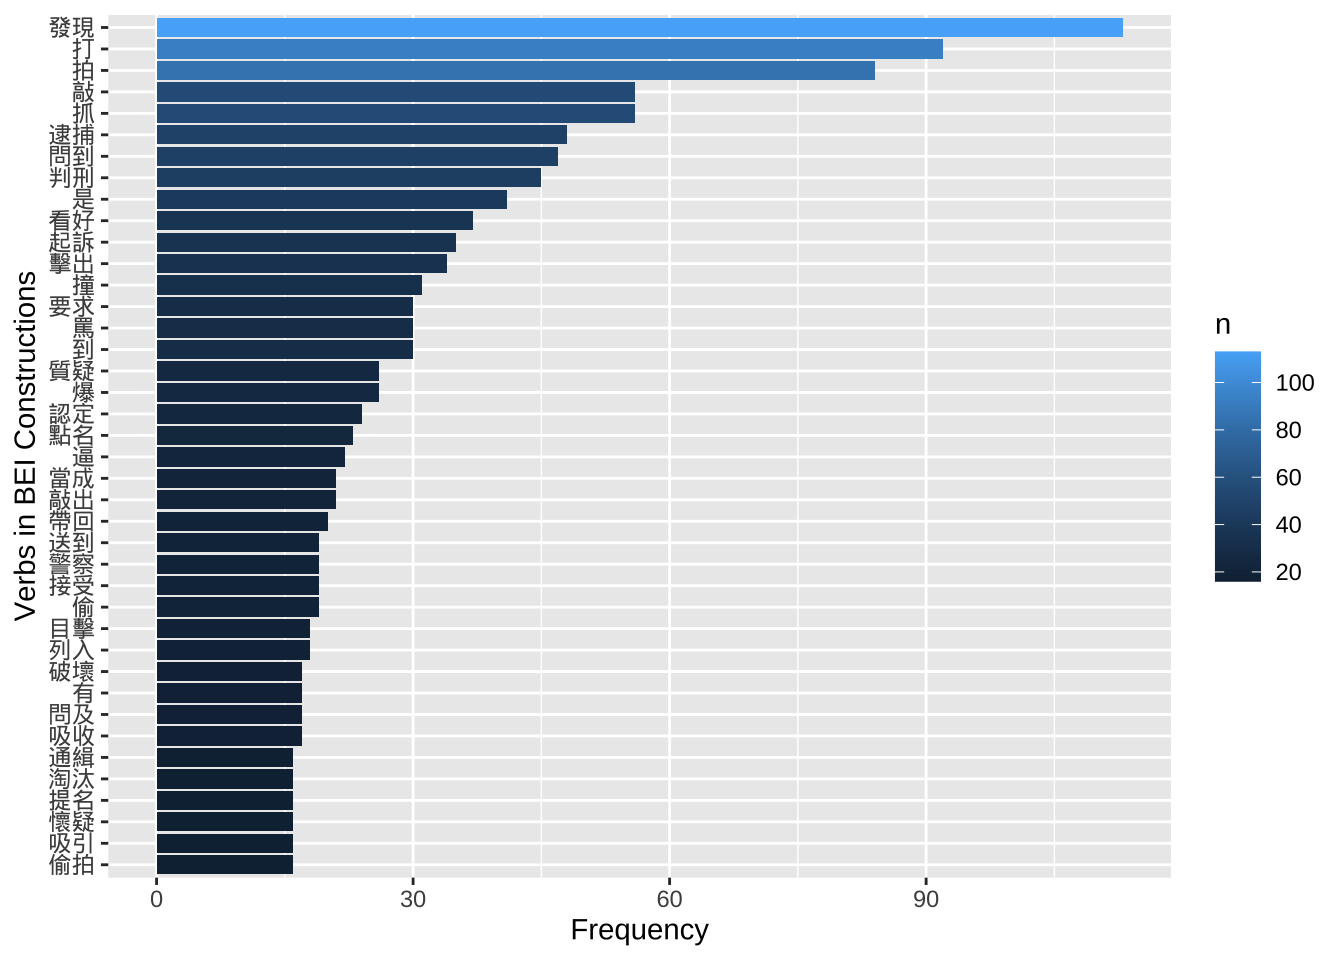 Verbs in BEI Constructions
發現
打
拍
敲
抓
逮捕
問到
判刑
是
看好
起訴
擊出
撞
要求
罵
到
質疑
爆
認定
點名
逼
當成
敲出
帶回
送到
警察
接受
偷
目擊
列入
破壞
有
問及
吸收
通緝
淘汰
提名
懷疑
吸引
偷拍
0 30 60 90
Frequency
n
100
80
60
40
20